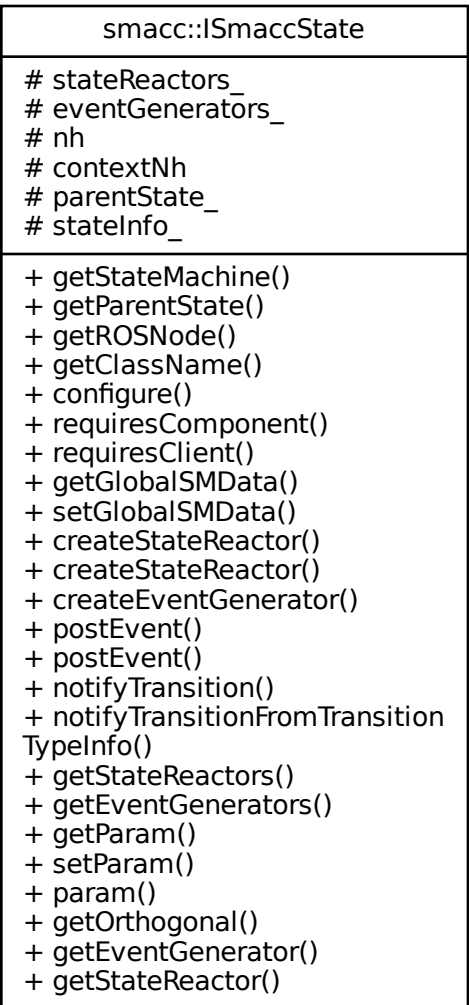 smacc::ISmaccState
# stateReactors_
# eventGenerators_
# nh
# contextNh
# parentState_
# stateInfo_
+ getStateMachine()
+ getParentState()
+ getROSNode()
+ getClassName()
+ configure()
+ requiresComponent()
+ requiresClient()
+ getGlobalSMData()
+ setGlobalSMData()
+ createStateReactor()
+ createStateReactor()
+ createEventGenerator()
+ postEvent()
+ postEvent()
+ notifyTransition()
+ notifyTransitionFromTransition
TypeInfo()
+ getStateReactors()
+ getEventGenerators()
+ getParam()
+ setParam()
+ param()
+ getOrthogonal()
+ getEventGenerator()
+ getStateReactor()